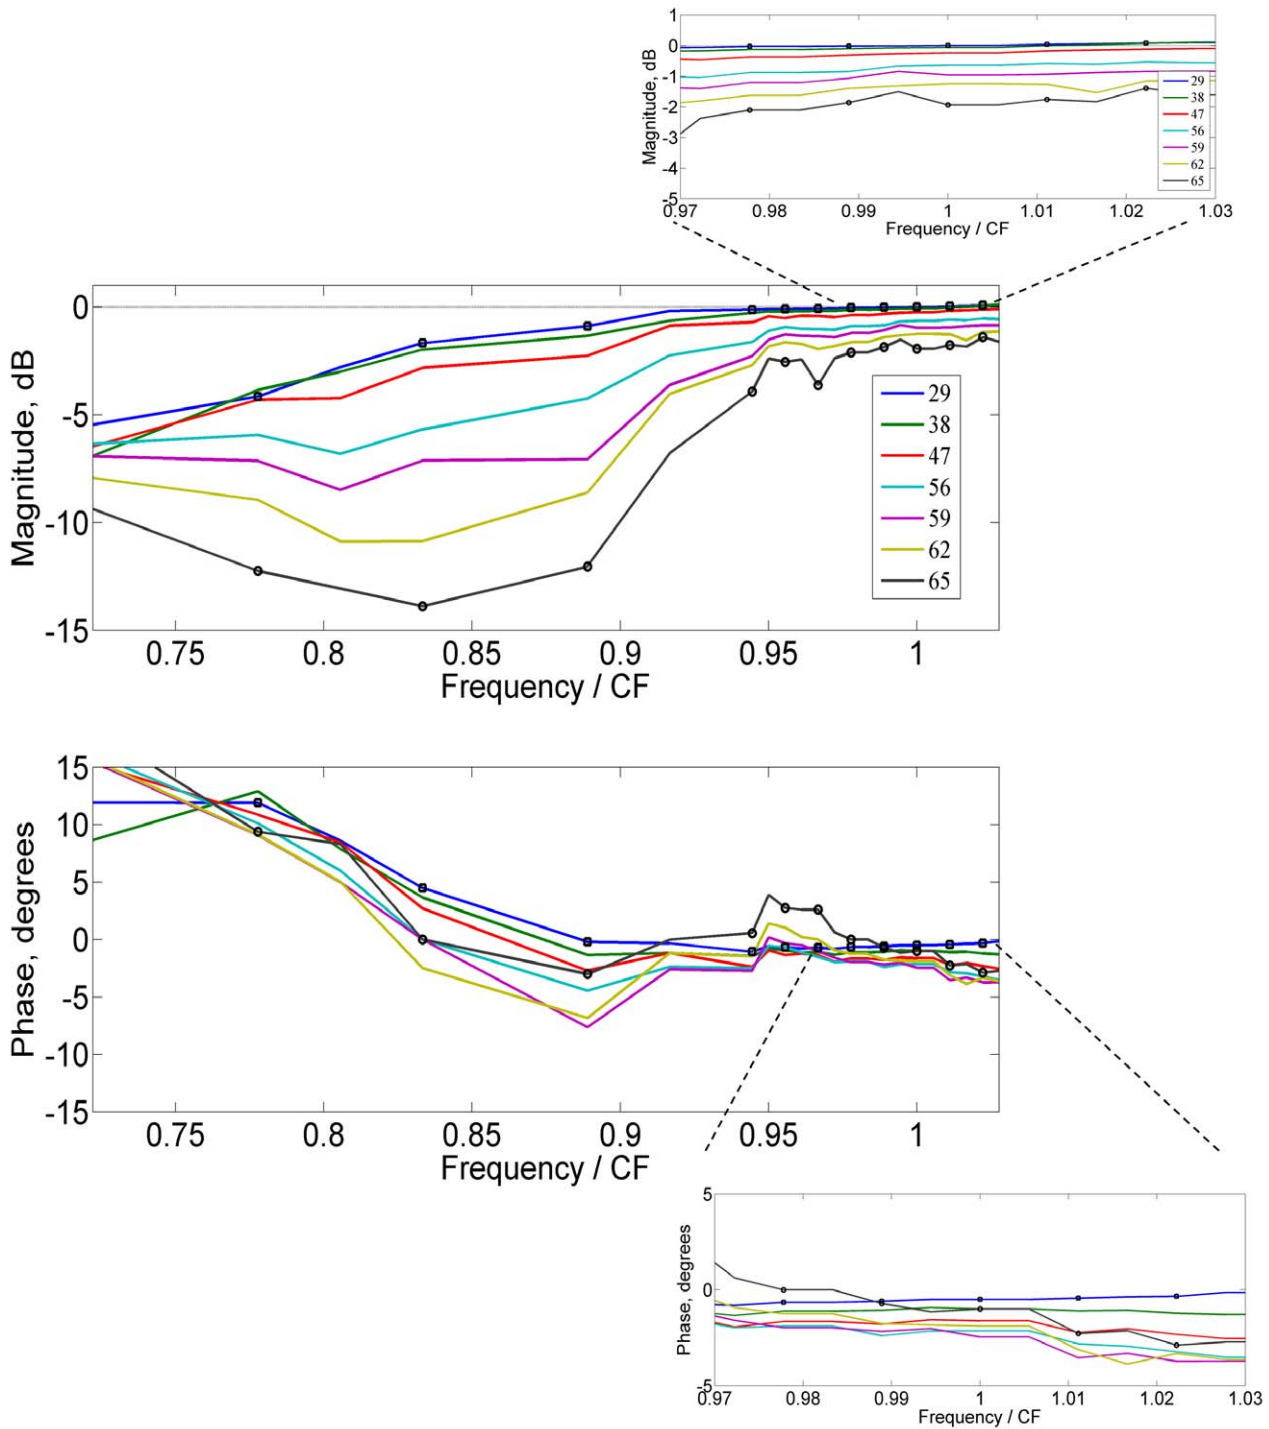 1
0
-1
-2
-3
-4
-5
Magnitude, dB
29
38
47
56
59
62
65
0.97 0.98 0.99 1 1.01 1.02 1.03
Frequency / CF
0
-5
-10
-15
Magnitude, dB
29
38
47
56
59
62
65
0.75 0.8 0.85 0.9 0.95 1
Frequency / CF
15
10
5
0
-5
-10
-15
Phase, degrees
0.75 0.8 0.85 0.9 0.95 1
Frequency / CF
5
0
-5
Phase, degrees
0.97 0.98 0.99 1 1.01 1.02 1.03
Frequency / CF